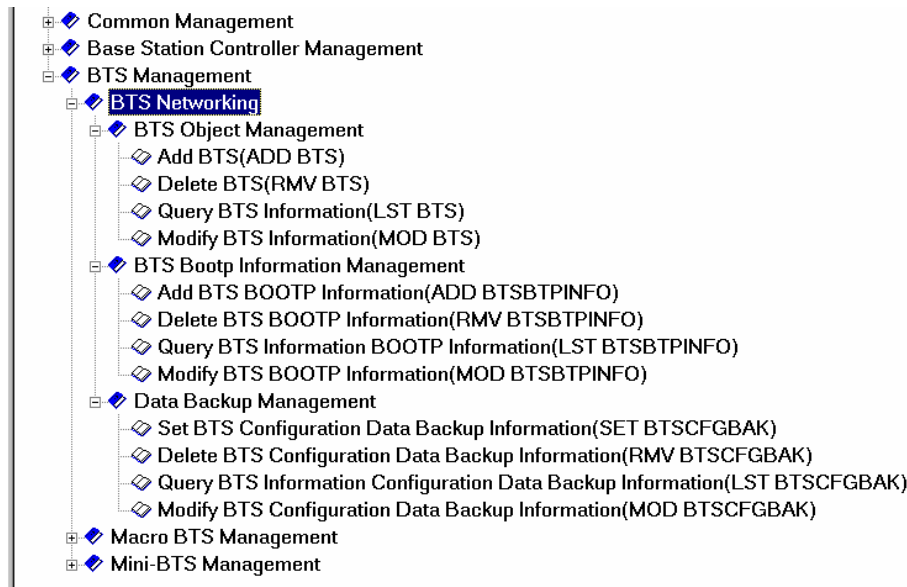 Common Management
Base Station Controller Management
BTS Management
BTS Networking
BTS Object Management
Add BTS(ADD BTS)
Delete BTS(RMV BTS)
Query BTS Information(LST BTS)
Modify BTS Information(MOD BTS)
BTS Bootp Information Management
Add BTS BOOTP Information(ADD BTSBTPINFO)
Delete BTS BOOTP Information(RMV BTSBTPINFO)
Query BTS Information BOOTP Information(LST BTSBTPINFO)
Modify BTS BOOTP Information(MOD BTSBTPINFO)
Data Backup Management
Set BTS Configuration Data Backup Information(SET BTSCFGBAK)
Delete BTS Configuration Data Backup Information(RMV BTSCFGBAK)
Query BTS Information Configuration Data Backup Information(LST BTSCFGBAK)
Modify BTS Configuration Data Backup Information(MOD BTSCFGBAK)
Macro BTS Management
Mini-BTS Management